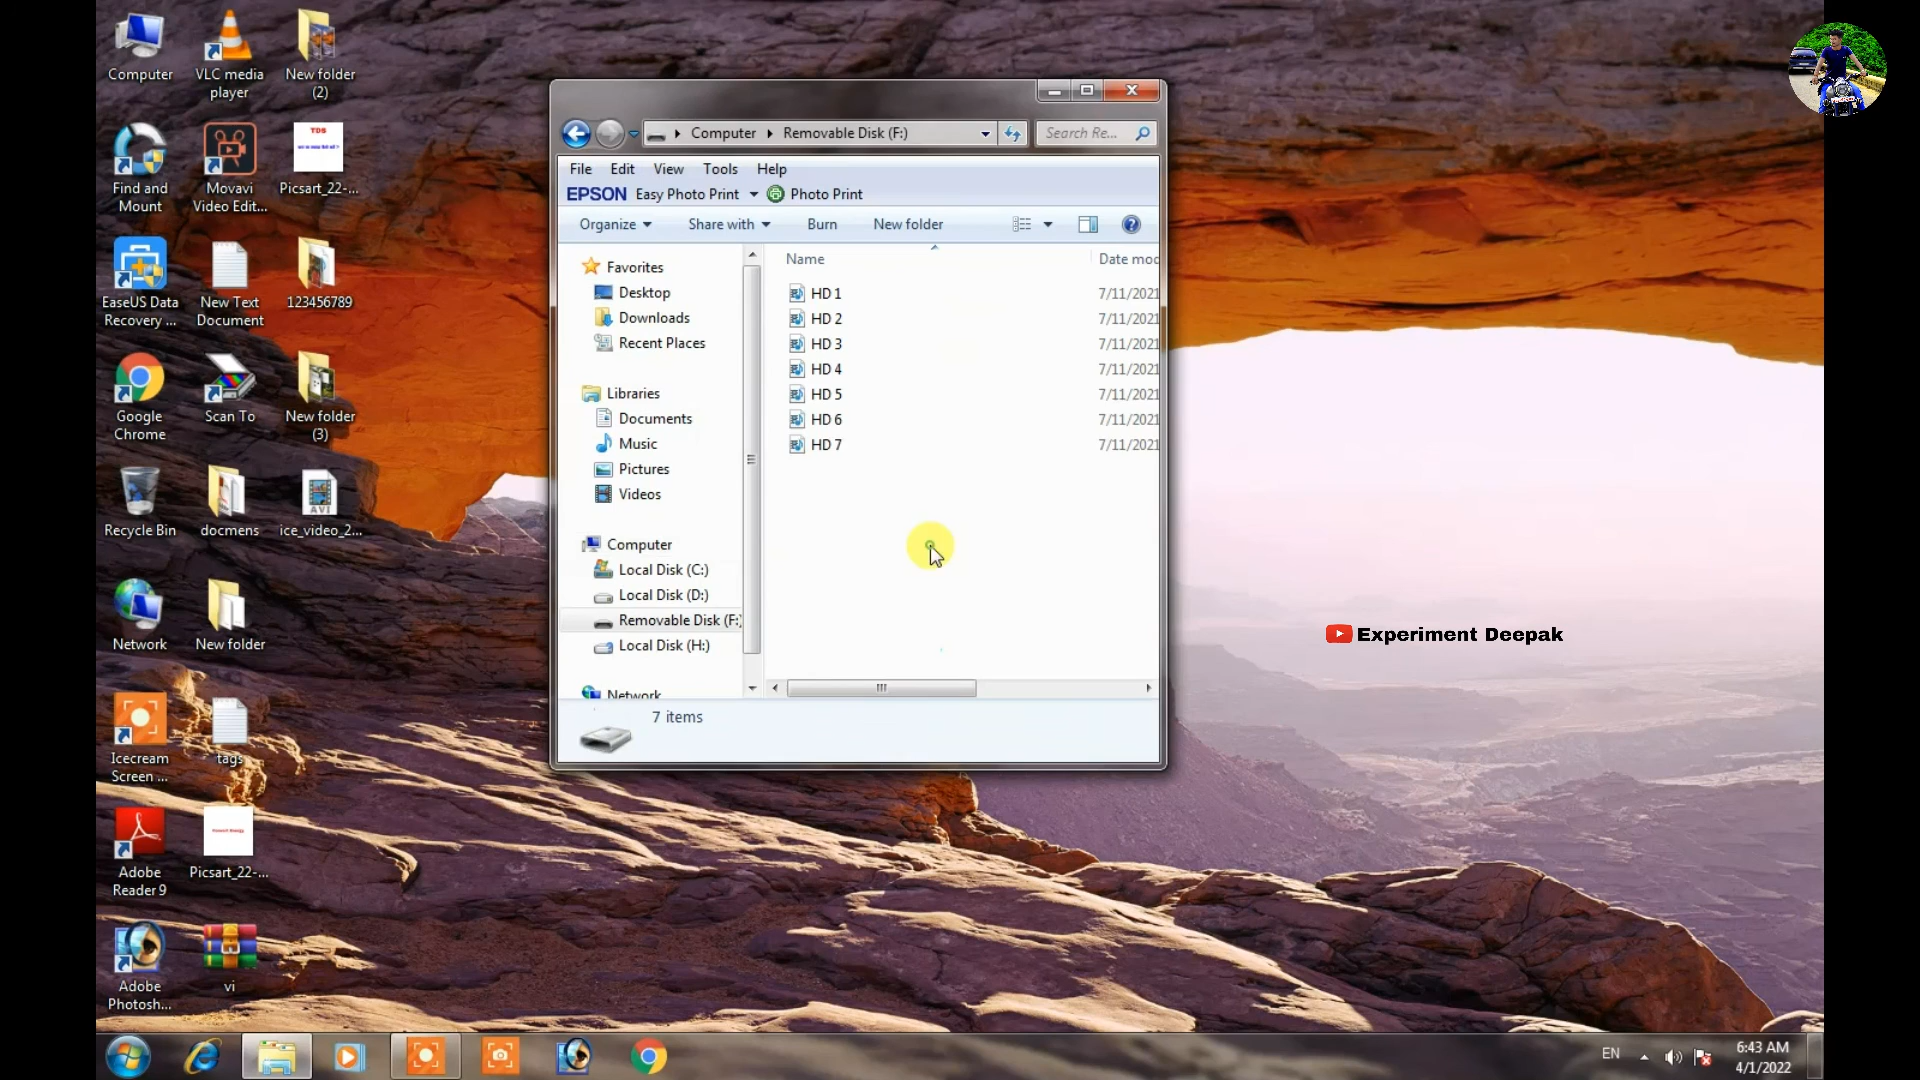 Computer
VLC media
player
New folder
(2)
Find and
Mount
Movavi
Video Edit...
TDS
Picsart_22-...
EaseUS Data
Recovery ...
New Text
Document
123456789
Google
Chrome
Scan To
New folder
(3)
Recycle Bin
docmens
ice_video_2...
AVI
Network
New folder
Icecream
Screen ...
tags
Adobe
Reader 9
Picsart_22-...
Adobe
Photosh...
vi
Computer Removable Disk (F:)
Search Re...
File Edit View Tools Help
EPSON Easy Photo Print Photo Print
Organize Share with Burn New folder
Favorites
Desktop
Downloads
Recent Places
Libraries
Documents
Music
Pictures
Videos
Computer
Local Disk (C:)
Local Disk (D:)
Removable Disk (F:)
Local Disk (H:)
Network
Name Date mod
HD 1 7/11/2021
HD 2 7/11/2021
HD 3 7/11/2021
HD 4 7/11/2021
HD 5 7/11/2021
HD 6 7/11/2021
HD 7 7/11/2021
7 items
Experiment Deepak
EN
6:43 AM
4/1/2022